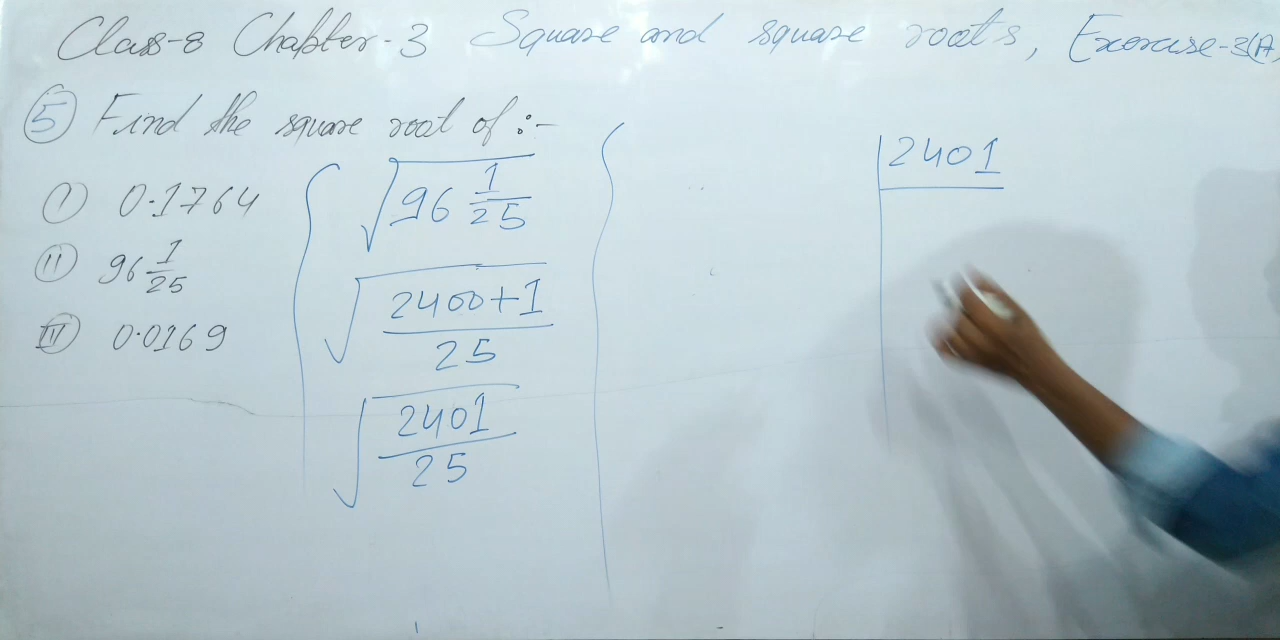 Class-8 Chapter-3 Square and square roots, Exercise-3(A)
⑤ Find the square root of :-
(I) 0.1764
(II) 96 1/25
(III) 0.0169
√(96 1/25)
√((2400+1)/25)
√(2401/25)
2401